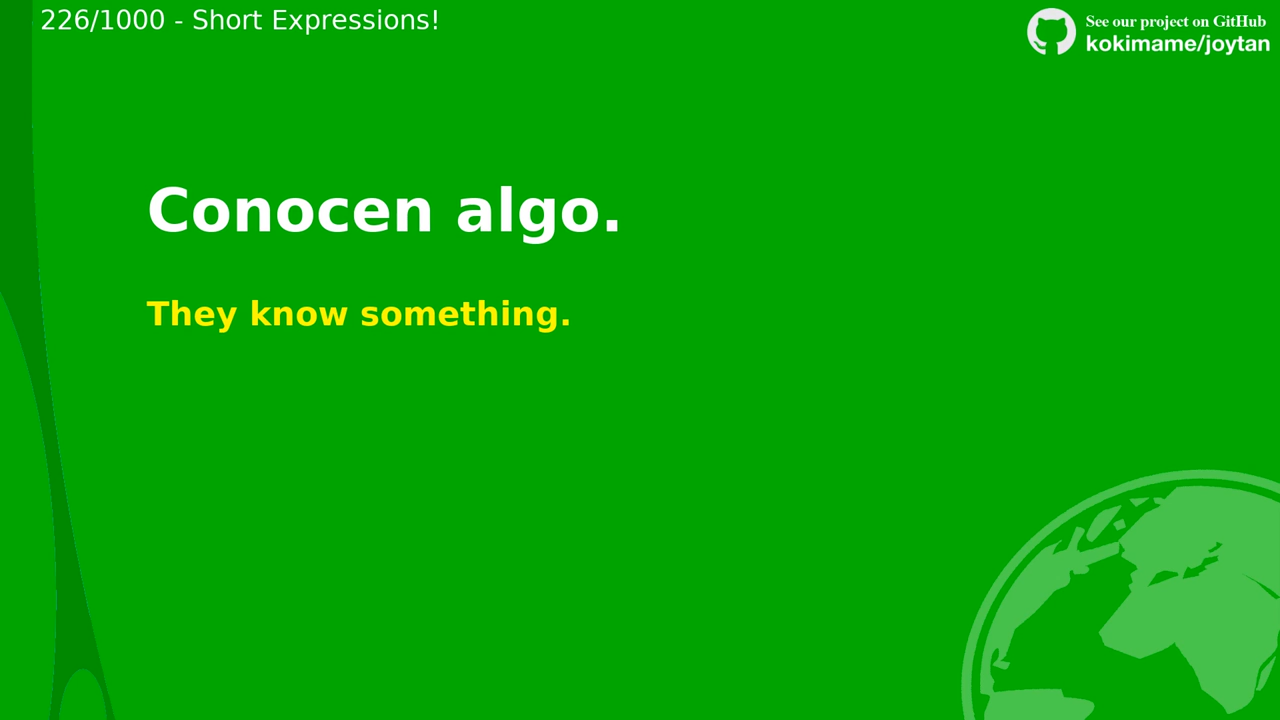 226/1000 - Short Expressions!
See our project on GitHub
kokimame/joytan
Conocen algo.
They know something.